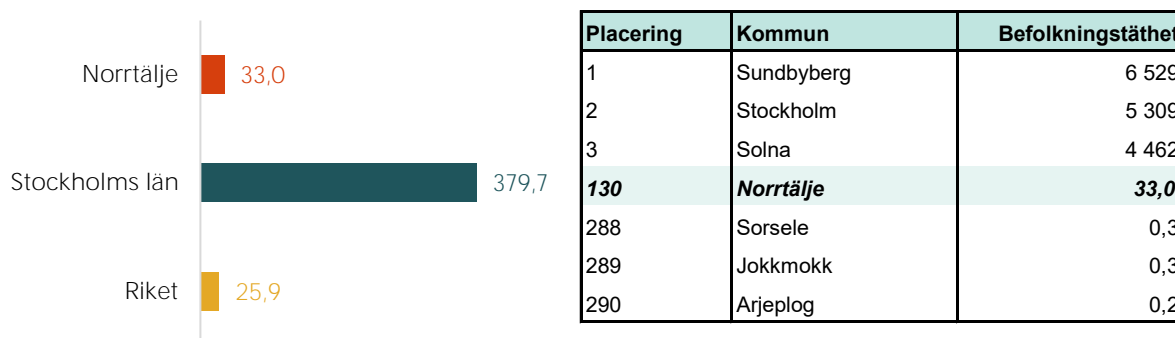 Norrtälje 33,0
Stockholms län 379,7
Riket 25,9
Placering Kommun Befolkningstäthet
1 Sundbyberg 6 529
2 Stockholm 5 309
3 Solna 4 462
130 Norrtälje 33,0
288 Sorsele 0,3
289 Jokkmokk 0,3
290 Arjeplog 0,2